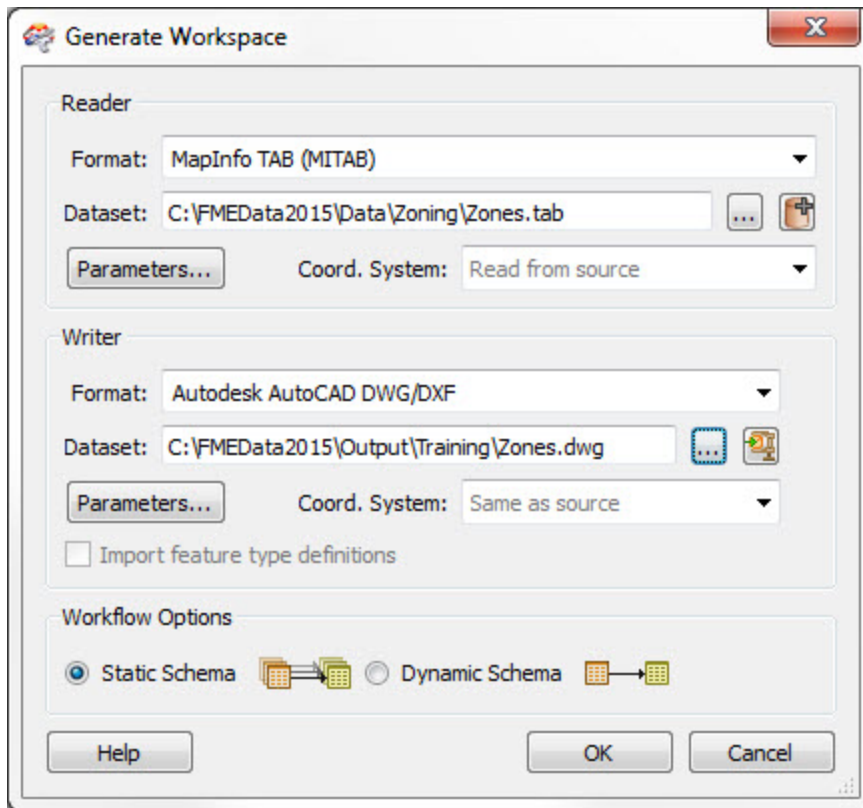 Generate Workspace
Reader
Format: MapInfo TAB (MITAB)
Dataset: C:\FMEData2015\Data\Zoning\Zones.tab ...
Parameters... Coord. System: Read from source
Writer
Format: Autodesk AutoCAD DWG/DXF
Dataset: C:\FMEData2015\Output\Training\Zones.dwg ...
Parameters... Coord. System: Same as source
Import feature type definitions
Workflow Options
Static Schema Dynamic Schema
Help OK Cancel